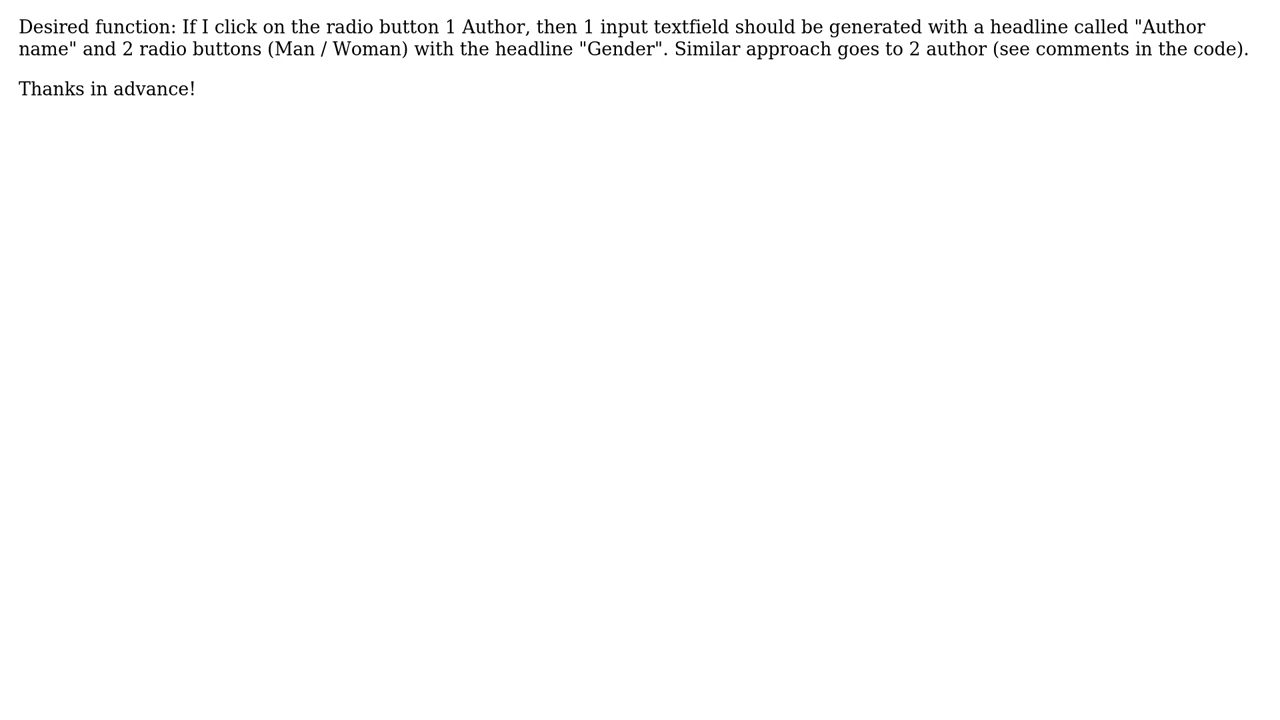 Desired function: If I click on the radio button 1 Author, then 1 input textfield should be generated with a headline called "Author
name" and 2 radio buttons (Man / Woman) with the headline "Gender". Similar approach goes to 2 author (see comments in the code).
Thanks in advance!